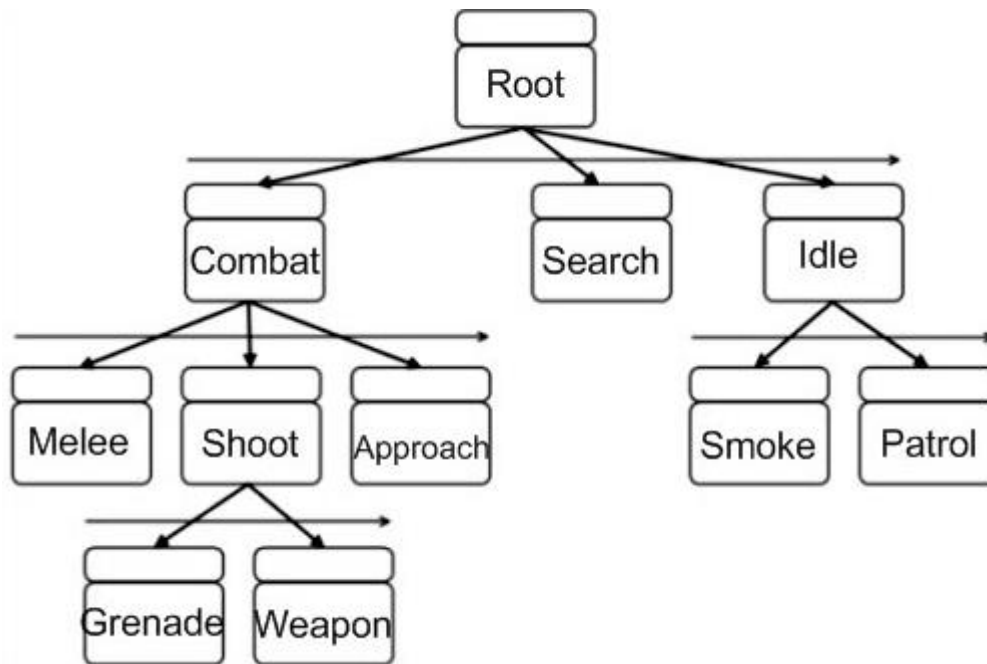 Root
Combat
Search
Idle
Melee
Shoot
Approach
Smoke
Patrol
Grenade
Weapon